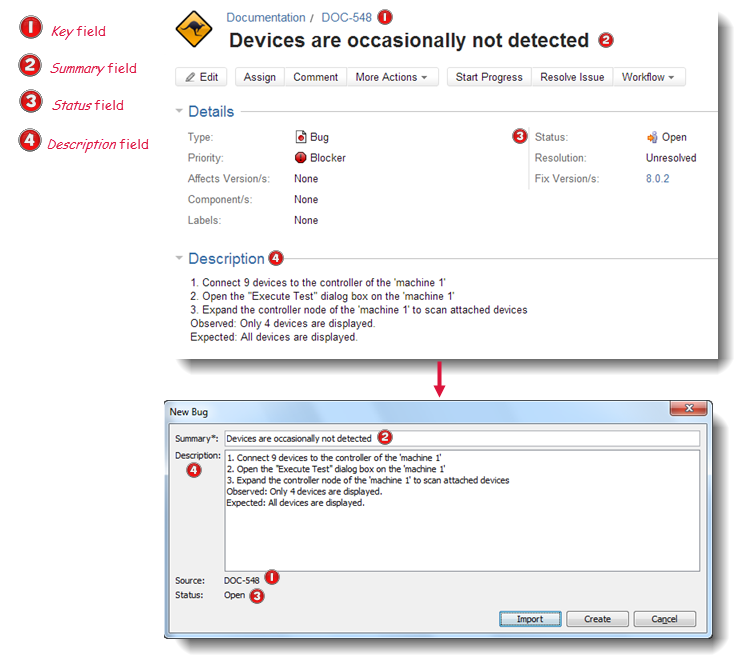 1 Key field
2 Summary field
3 Status field
4 Description field
Documentation / DOC-548 1
Devices are occasionally not detected 2
Edit Assign Comment More Actions Start Progress Resolve Issue Workflow
Details
Type: Bug 3 Status: Open
Priority: Blocker Resolution: Unresolved
Affects Version/s: None Fix Version/s: 8.0.2
Component/s: None
Labels: None
Description 4
1. Connect 9 devices to the controller of the 'machine 1'
2. Open the "Execute Test" dialog box on the 'machine 1'
3. Expand the controller node of the 'machine 1' to scan attached devices
Observed: Only 4 devices are displayed.
Expected: All devices are displayed.
New Bug
Summary*: Devices are occasionally not detected 2
Description: 1. Connect 9 devices to the controller of the 'machine 1'
4 2. Open the "Execute Test" dialog box on the 'machine 1'
3. Expand the controller node of the 'machine 1' to scan attached devices
Observed: Only 4 devices are displayed.
Expected: All devices are displayed.
Source: DOC-548 1
Status: Open 3
Import Create Cancel